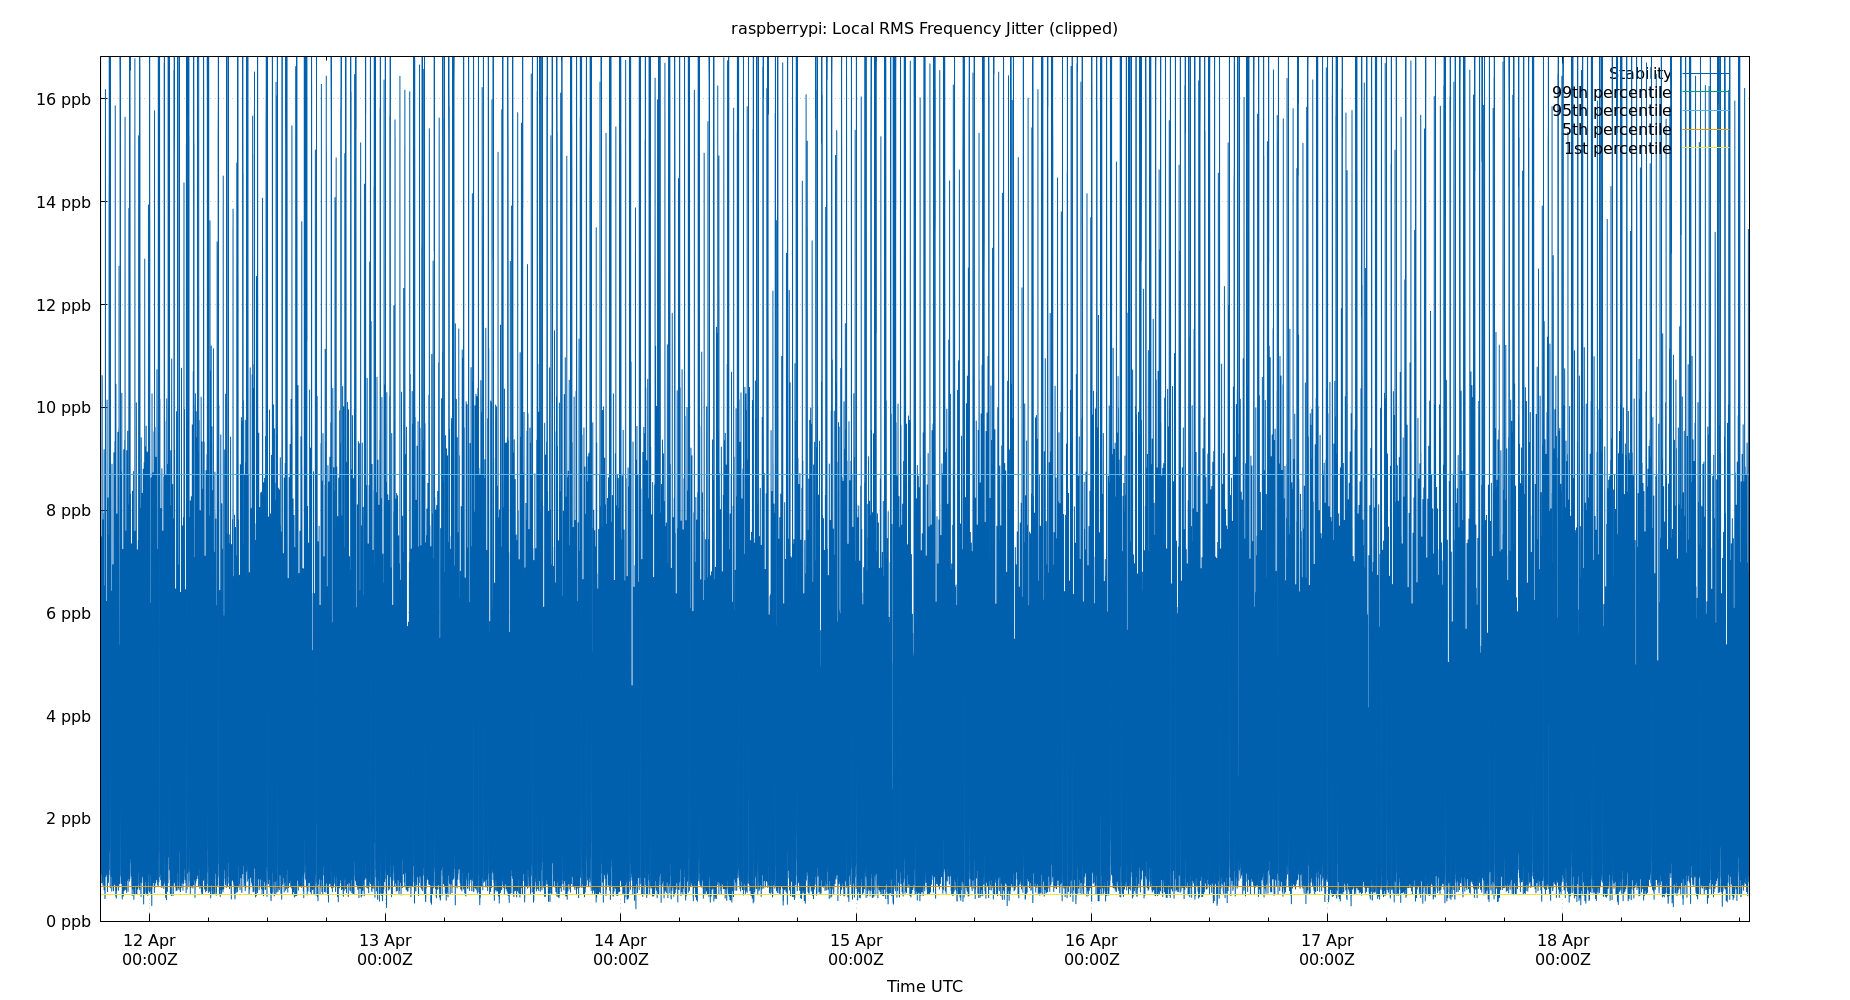 raspberrypi: Local RMS Frequency Jitter (clipped)
Stability
99th percentile
95th percentile
5th percentile
1st percentile
16 ppb
14 ppb
12 ppb
10 ppb
8 ppb
6 ppb
4 ppb
2 ppb
0 ppb
12 Apr 13 Apr 14 Apr 15 Apr 16 Apr 17 Apr 18 Apr
00:00Z 00:00Z 00:00Z 00:00Z 00:00Z 00:00Z 00:00Z
Time UTC